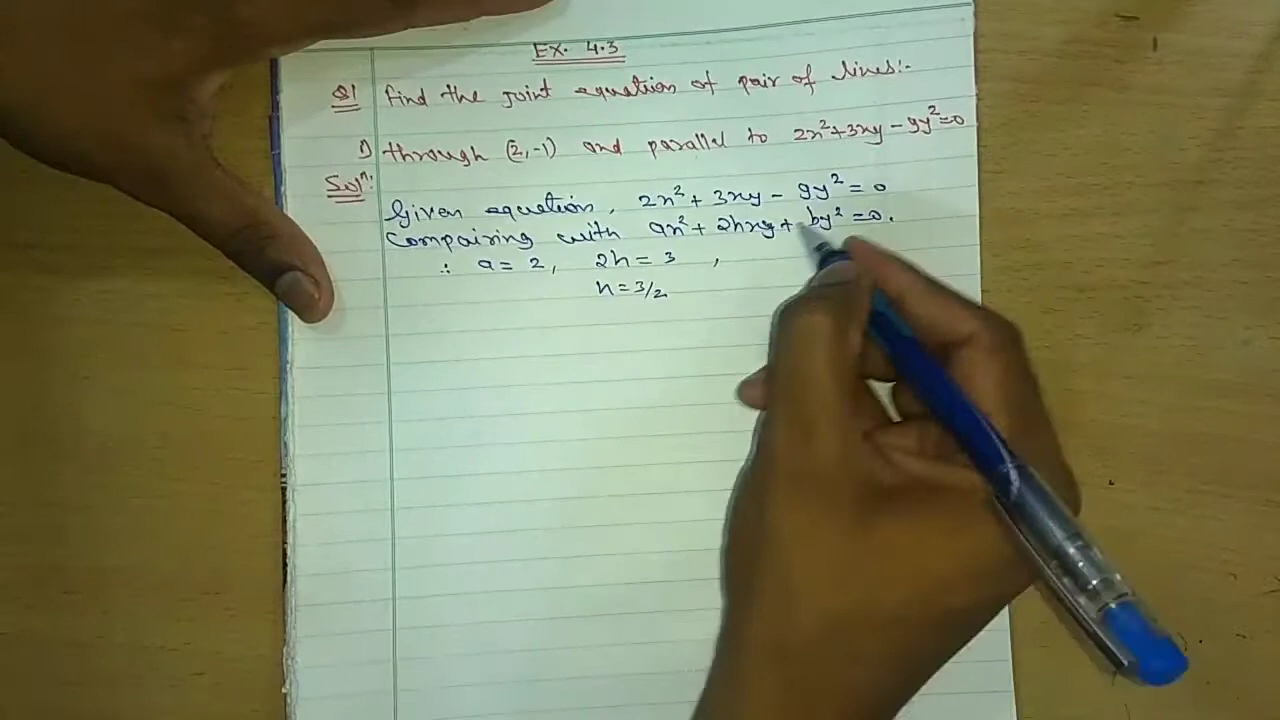 Ex. 4.3
Q1 Find the joint equation of pair of lines:-
1) through (2,-1) and parallel to 2x²+3xy-9y²=0
Solⁿ:
Given equation, 2x² + 3xy - 9y² = 0
Compairing with ax² + 2hxy + by² = 0.
∴ a = 2, 2h = 3 ,
h = 3/2